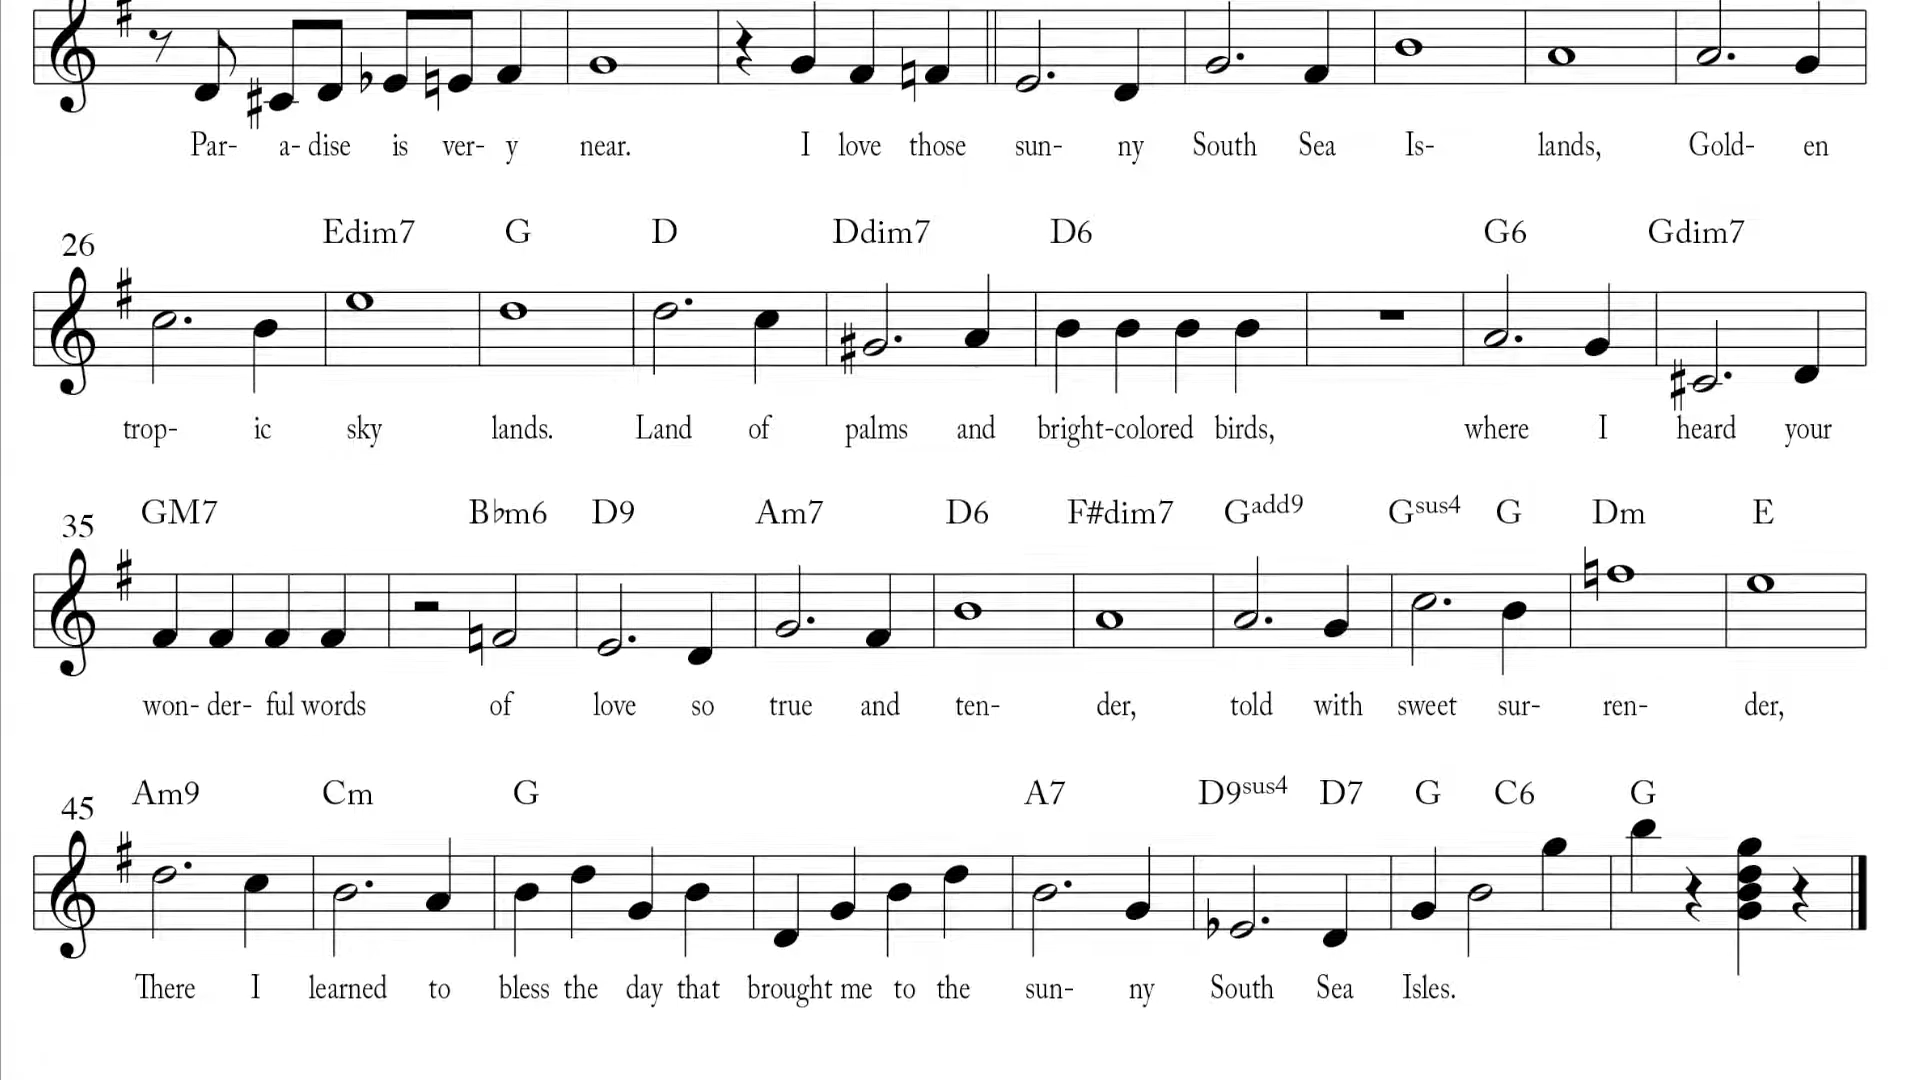 Par- a- dise is ver- y near. I love those sun- ny South Sea Is- lands, Gold- en
26 Edim7 G D Ddim7 D6 G6 Gdim7
trop- ic sky lands. Land of palms and bright-colored birds, where I heard your
35 GM7 B♭m6 D9 Am7 D6 F#dim7 Gadd9 Gsus4 G Dm E
won- der- ful words of love so true and ten- der, told with sweet sur- ren- der,
45 Am9 Cm G A7 D9sus4 D7 G C6 G
There I learned to bless the day that brought me to the sun- ny South Sea Isles.